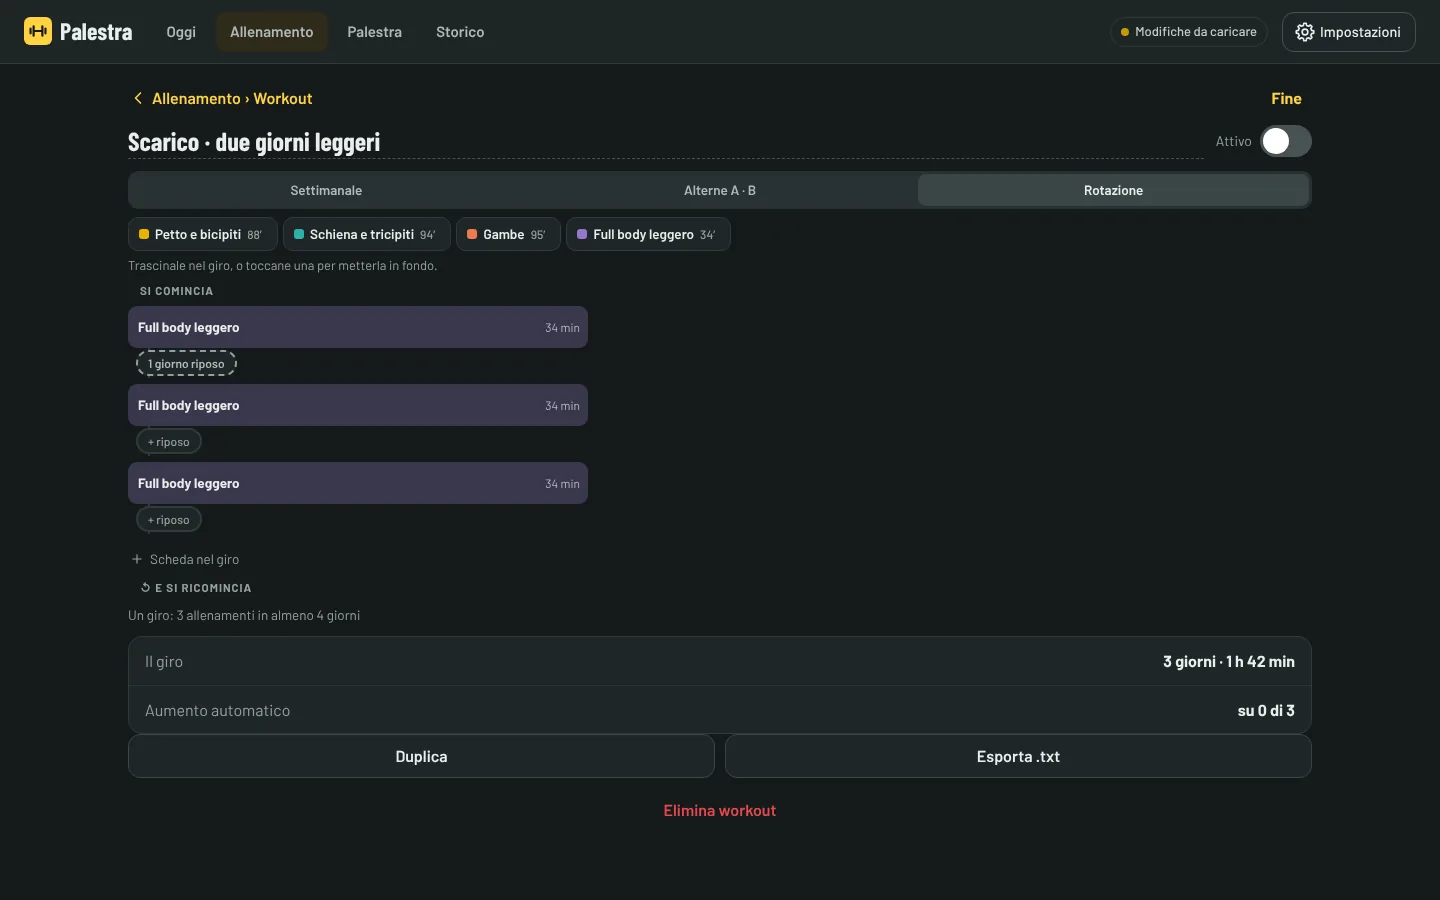 Palestra
Oggi
Allenamento
Palestra
Storico
Modifiche da caricare
Impostazioni
Allenamento › Workout
Fine
Scarico · due giorni leggeri
Attivo
Settimanale
Alterne A · B
Rotazione
Petto e bicipiti 88′
Schiena e tricipiti 94′
Gambe 95′
Full body leggero 34′
Trascinale nel giro, o toccane una per metterla in fondo.
SI COMINCIA
Full body leggero 34 min
1 giorno riposo
Full body leggero 34 min
+ riposo
Full body leggero 34 min
+ riposo
+ Scheda nel giro
↺ E SI RICOMINCIA
Un giro: 3 allenamenti in almeno 4 giorni
Il giro 3 giorni · 1 h 42 min
Aumento automatico su 0 di 3
Duplica
Esporta .txt
Elimina workout